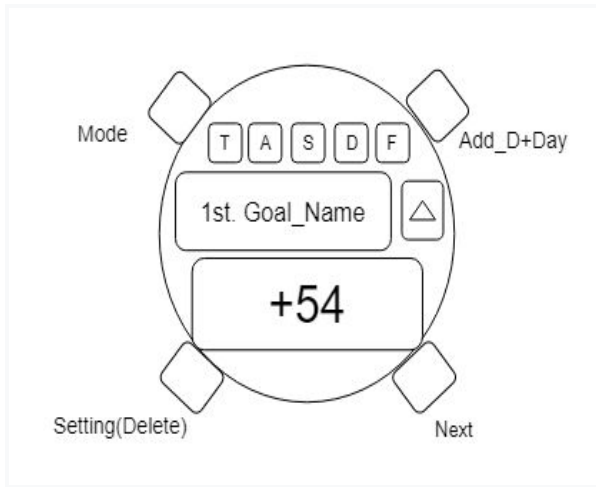 Mode
Add_D+Day
T A S D F
1st. Goal_Name
+54
Setting(Delete)
Next